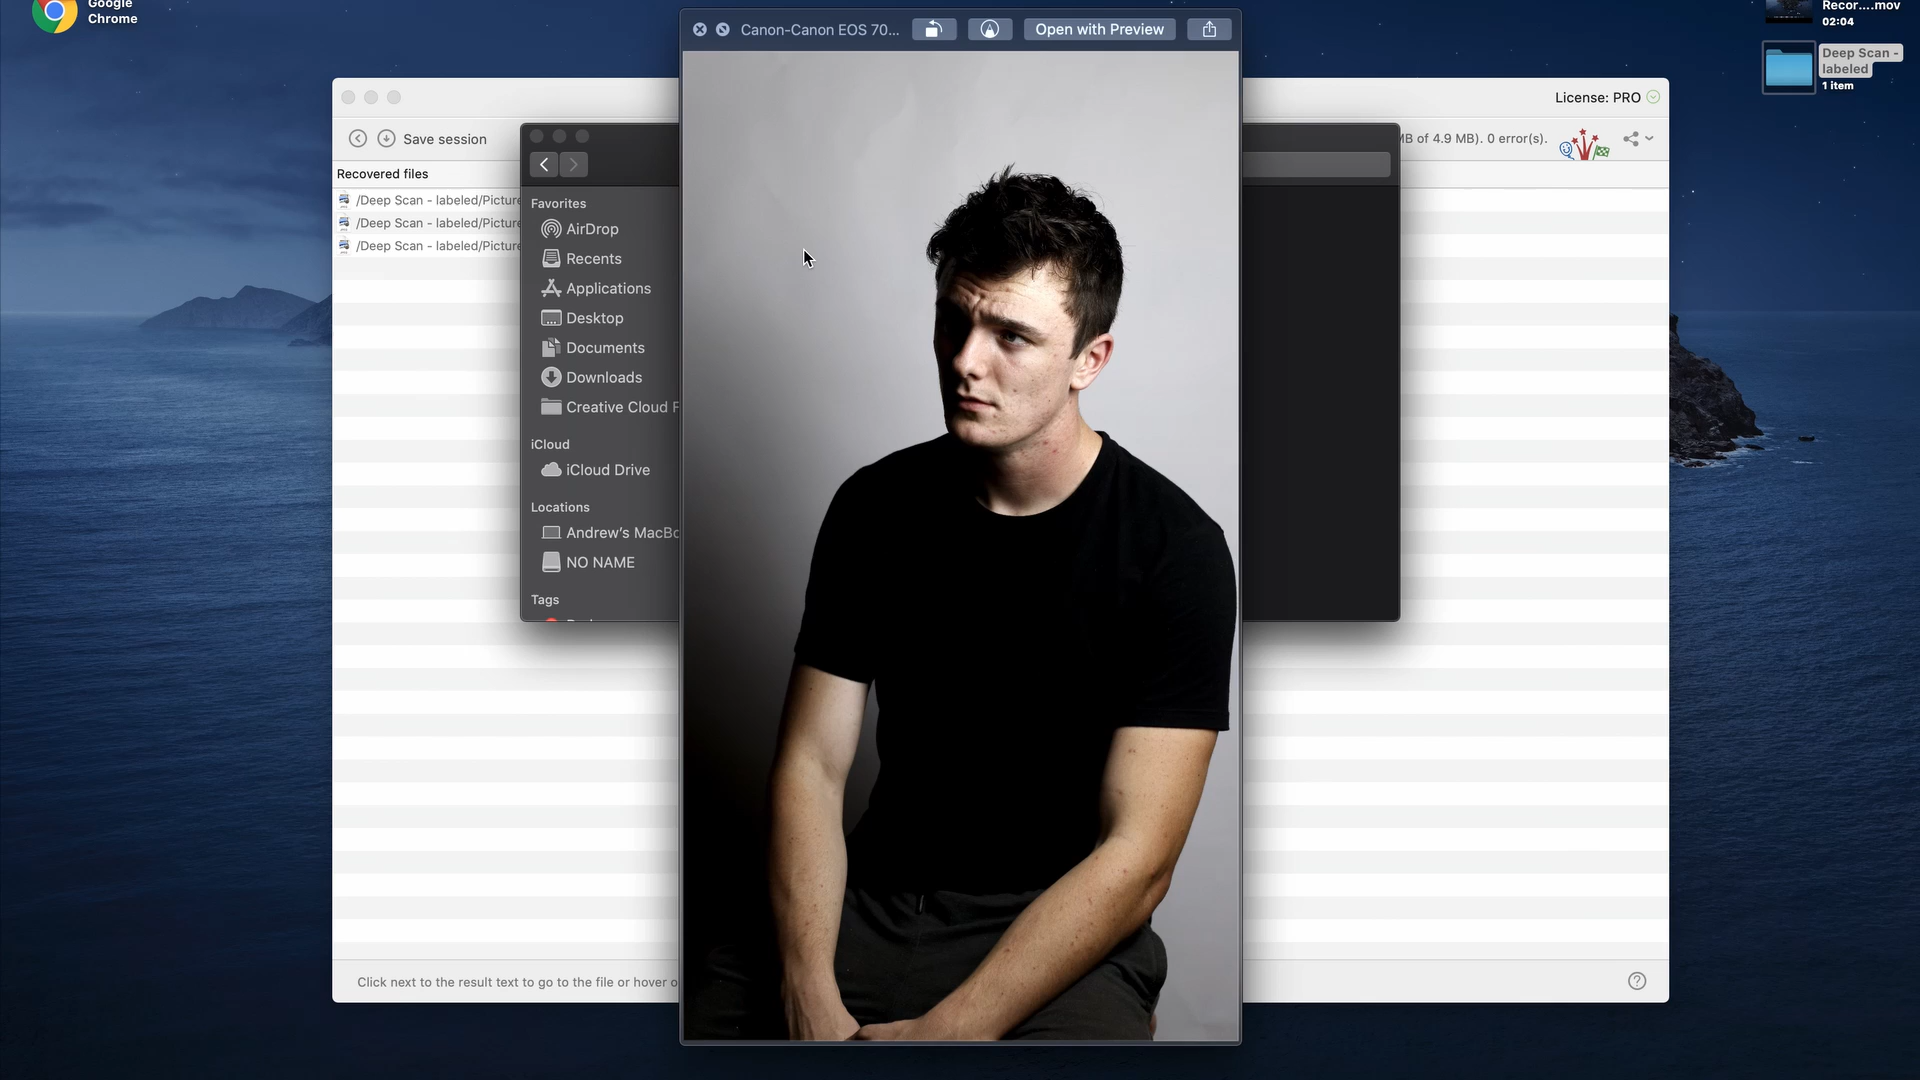 Google
Chrome
Recor....mov
02:04
Deep Scan -
labeled
1 item
Canon-Canon EOS 70...
Open with Preview
License: PRO
Save session
MB of 4.9 MB). 0 error(s).
Recovered files
/Deep Scan - labeled/Picture
/Deep Scan - labeled/Picture
/Deep Scan - labeled/Picture
Favorites
AirDrop
Recents
Applications
Desktop
Documents
Downloads
Creative Cloud F
iCloud
iCloud Drive
Locations
Andrew's MacBo
NO NAME
Tags
Click next to the result text to go to the file or hover o